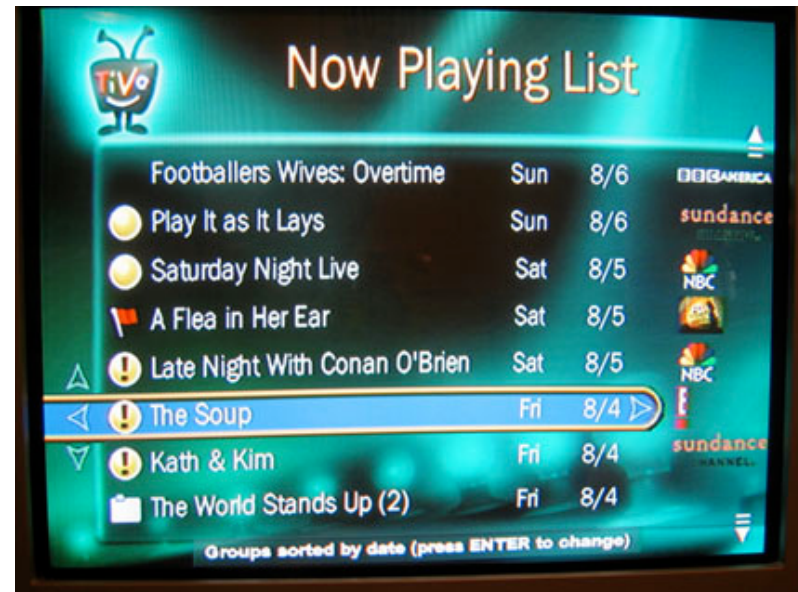 TiVo
Now Playing List
Footballers Wives: Overtime Sun 8/6 BBC AMERICA
Play It as It Lays Sun 8/6 sundance
Saturday Night Live Sat 8/5 NBC
A Flea in Her Ear Sat 8/5
Late Night With Conan O'Brien Sat 8/5 NBC
The Soup Fri 8/4 E
Kath & Kim Fri 8/4 sundance CHANNEL
The World Stands Up (2) Fri 8/4
Groups sorted by date (press ENTER to change)